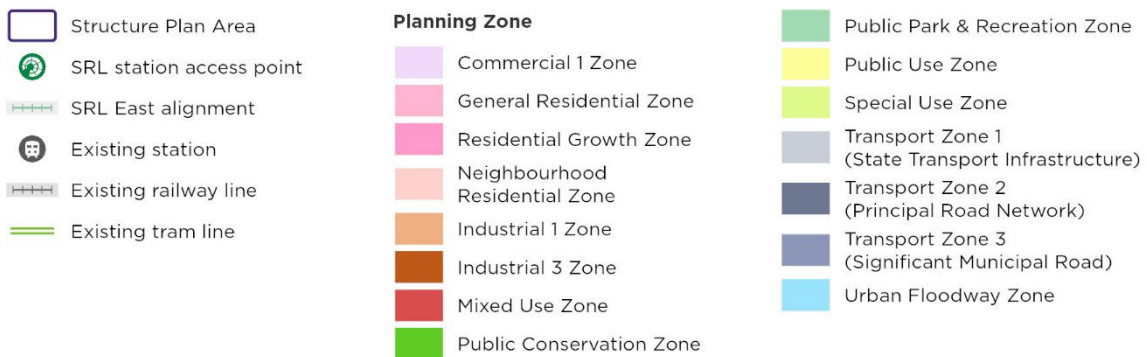 Structure Plan Area
SRL station access point
SRL East alignment
Existing station
Existing railway line
Existing tram line
Planning Zone
Commercial 1 Zone
General Residential Zone
Residential Growth Zone
Neighbourhood
Residential Zone
Industrial 1 Zone
Industrial 3 Zone
Mixed Use Zone
Public Conservation Zone
Public Park & Recreation Zone
Public Use Zone
Special Use Zone
Transport Zone 1
(State Transport Infrastructure)
Transport Zone 2
(Principal Road Network)
Transport Zone 3
(Significant Municipal Road)
Urban Floodway Zone